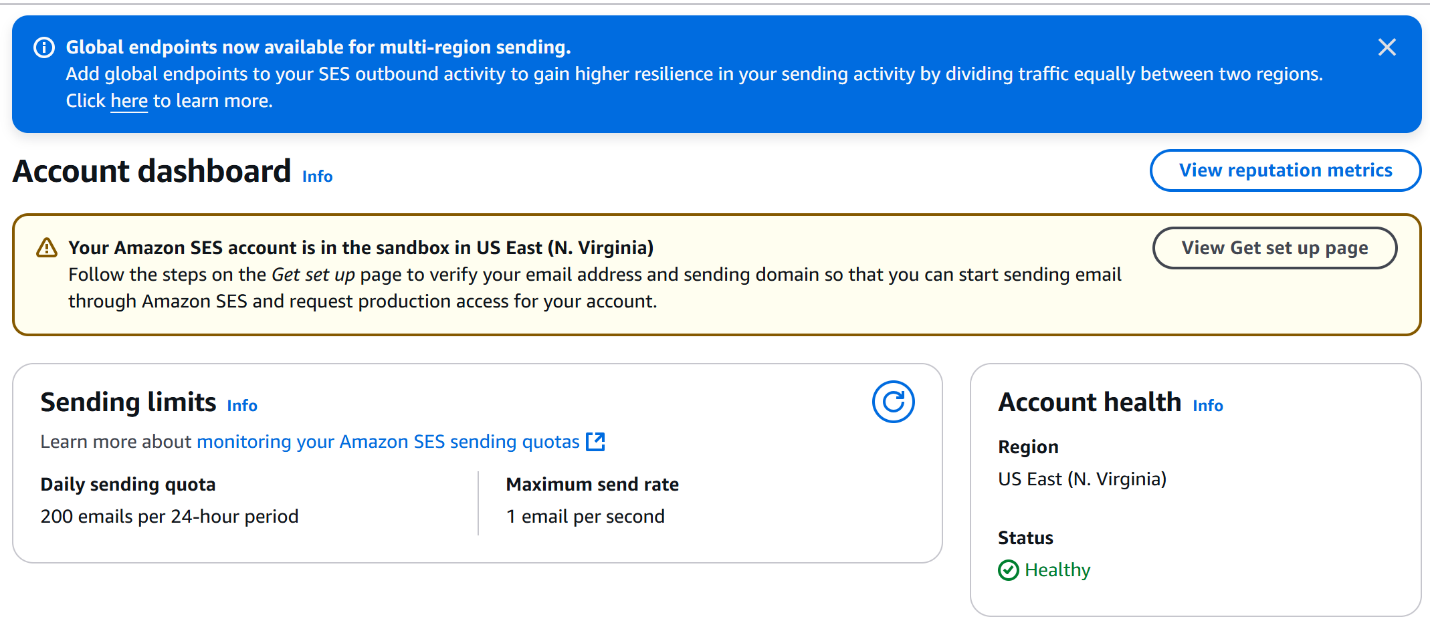 Global endpoints now available for multi-region sending.
Add global endpoints to your SES outbound activity to gain higher resilience in your sending activity by dividing traffic equally between two regions.
Click here to learn more.
Account dashboard Info
View reputation metrics
Your Amazon SES account is in the sandbox in US East (N. Virginia)
Follow the steps on the Get set up page to verify your email address and sending domain so that you can start sending email
through Amazon SES and request production access for your account.
View Get set up page
Sending limits Info
Learn more about monitoring your Amazon SES sending quotas
Daily sending quota
200 emails per 24-hour period
Maximum send rate
1 email per second
Account health Info
Region
US East (N. Virginia)
Status
Healthy